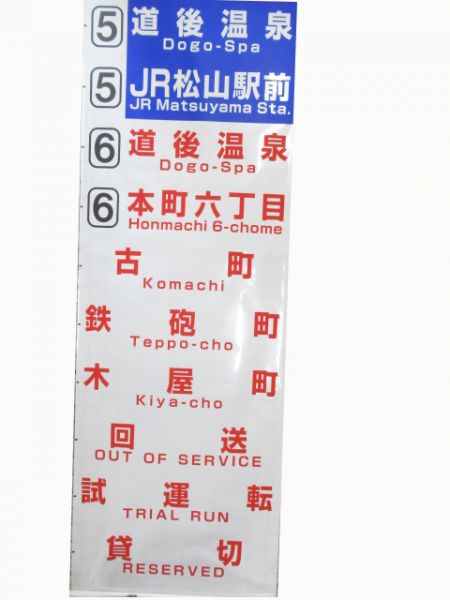 5 道後温泉
Dogo-Spa
5 JR松山駅前
JR Matsuyama Sta.
6 道後温泉
Dogo-Spa
6 本町六丁目
Honmachi 6-chome
古町
Komachi
鉄砲町
Teppo-cho
木屋町
Kiya-cho
回送
OUT OF SERVICE
試運転
TRIAL RUN
貸切
RESERVED